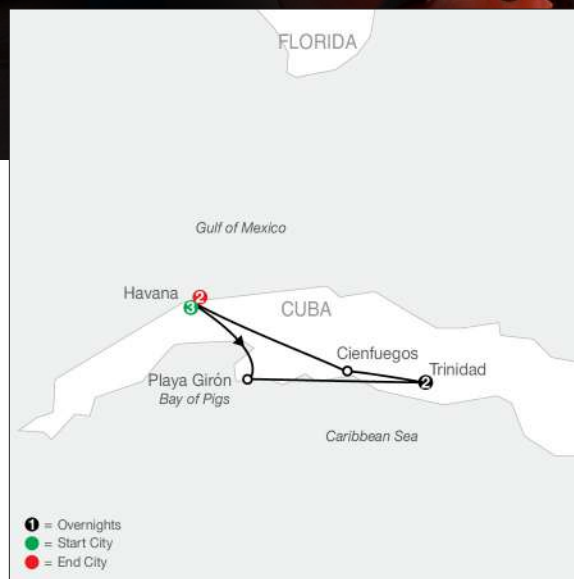 FLORIDA
Gulf of Mexico
Havana
2
3
CUBA
Cienfuegos
Trinidad
2
Playa Girón
Bay of Pigs
Caribbean Sea
1 = Overnights
= Start City
= End City